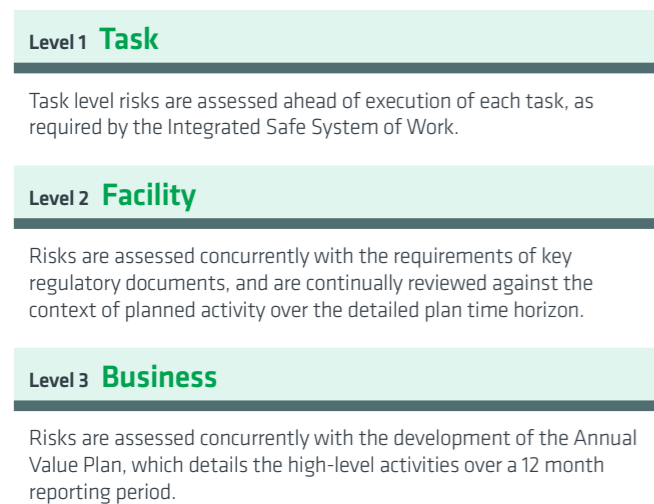 Level 1 Task
Task level risks are assessed ahead of execution of each task, as
required by the Integrated Safe System of Work.
Level 2 Facility
Risks are assessed concurrently with the requirements of key
regulatory documents, and are continually reviewed against the
context of planned activity over the detailed plan time horizon.
Level 3 Business
Risks are assessed concurrently with the development of the Annual
Value Plan, which details the high-level activities over a 12 month
reporting period.